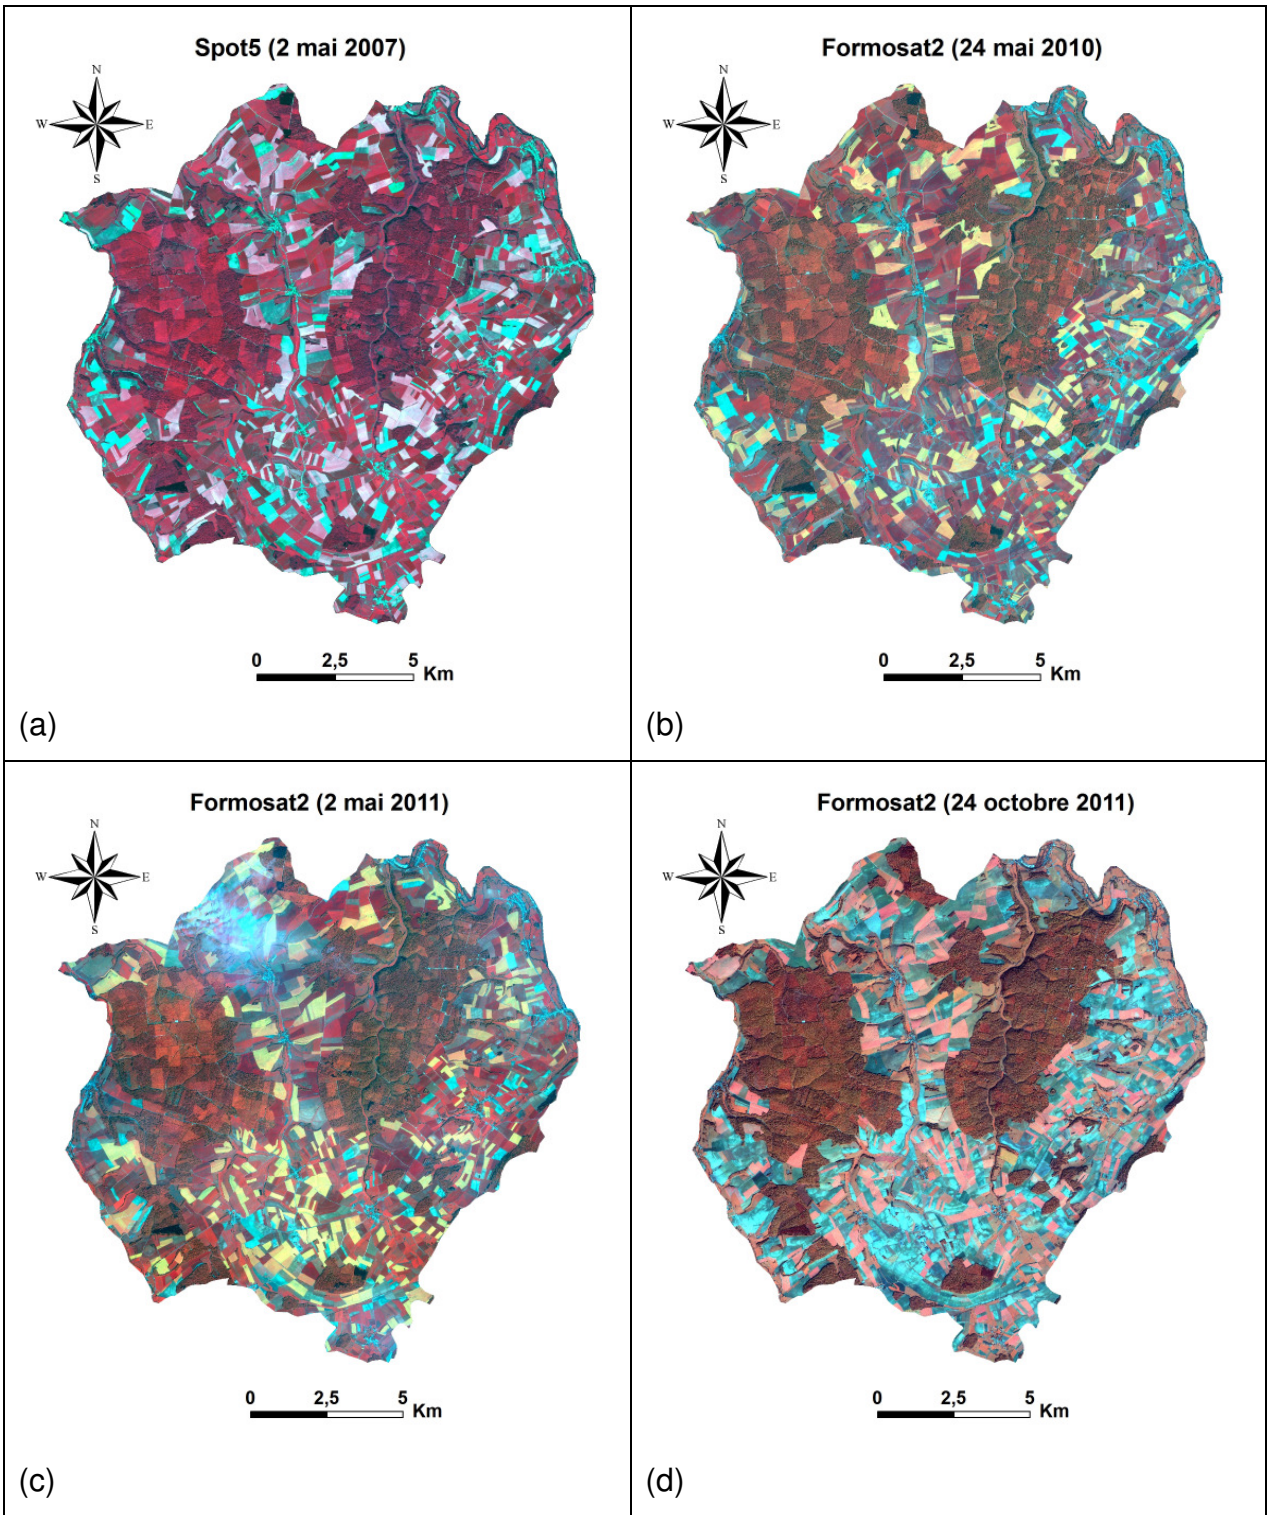 Spot5 (2 mai 2007)
N
W E
S
0 2,5 5
Km
(a)
Formosat2 (24 mai 2010)
N
W E
S
0 2,5 5
Km
(b)
Formosat2 (2 mai 2011)
N
W E
S
0 2,5 5
Km
(c)
Formosat2 (24 octobre 2011)
N
W E
S
0 2,5 5
Km
(d)